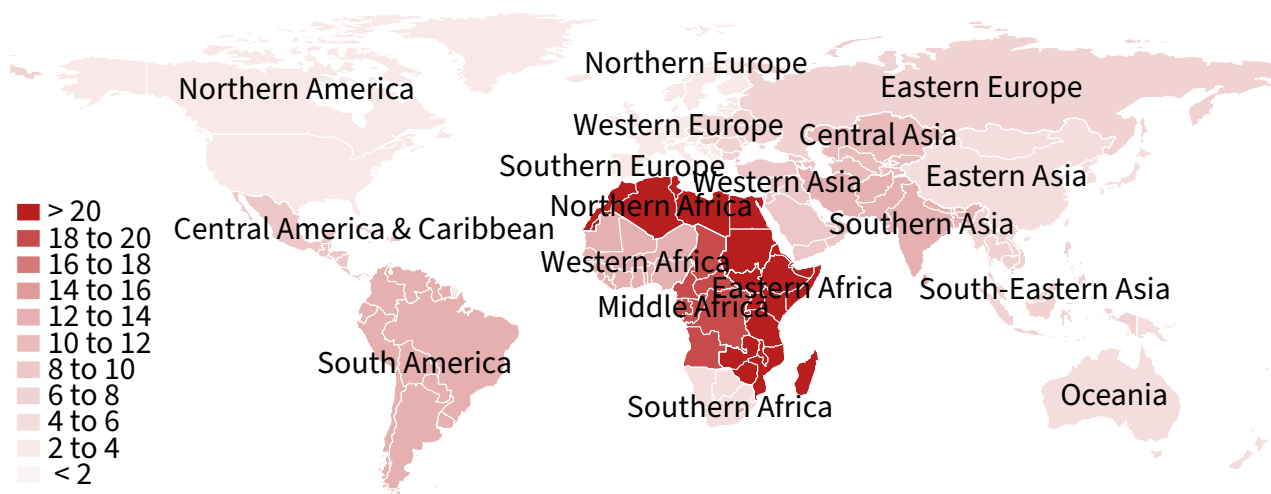 Northern Europe
Northern America
Eastern Europe
Western Europe
Central Asia
Southern Europe
Western Asia
Eastern Asia
Northern Africa
Central America & Caribbean
Southern Asia
Western Africa
Eastern Africa
South-Eastern Asia
Middle Africa
South America
Oceania
Southern Africa
> 20
18 to 20
16 to 18
14 to 16
12 to 14
10 to 12
8 to 10
6 to 8
4 to 6
2 to 4
< 2